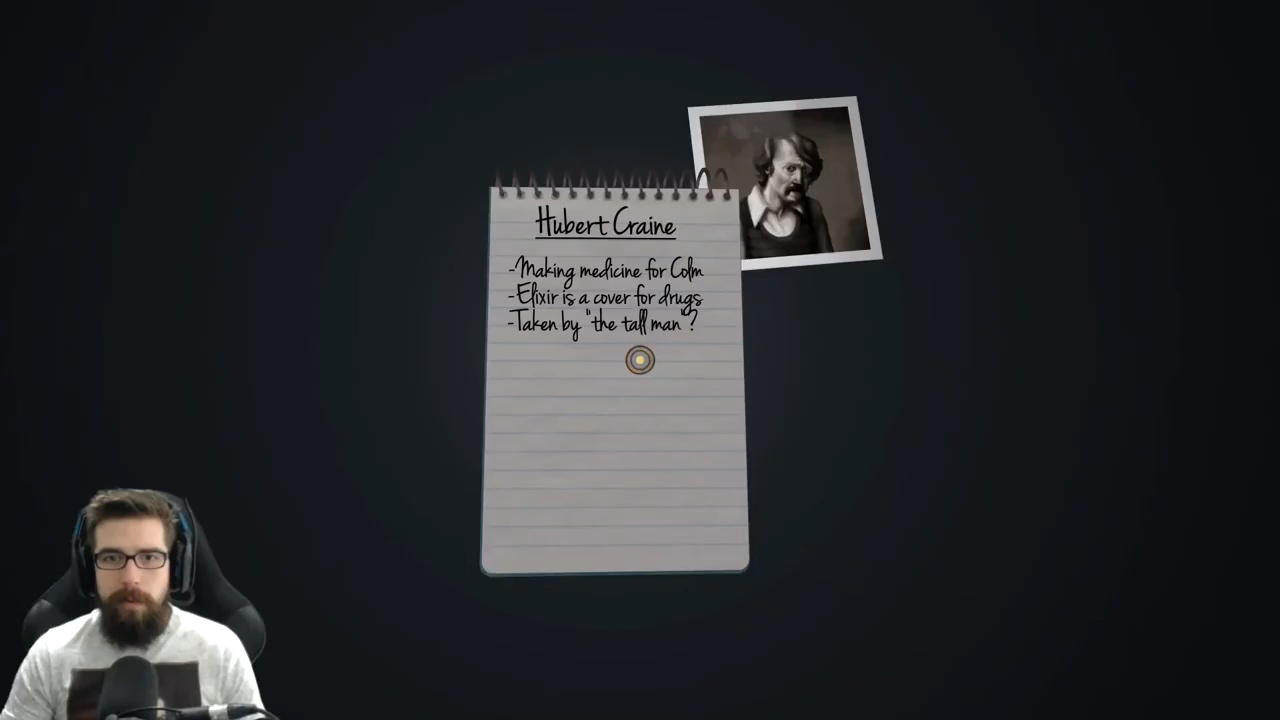 Hubert Craine
-Making medicine for Colm
-Elixir is a cover for drugs
-Taken by "the tall man"?